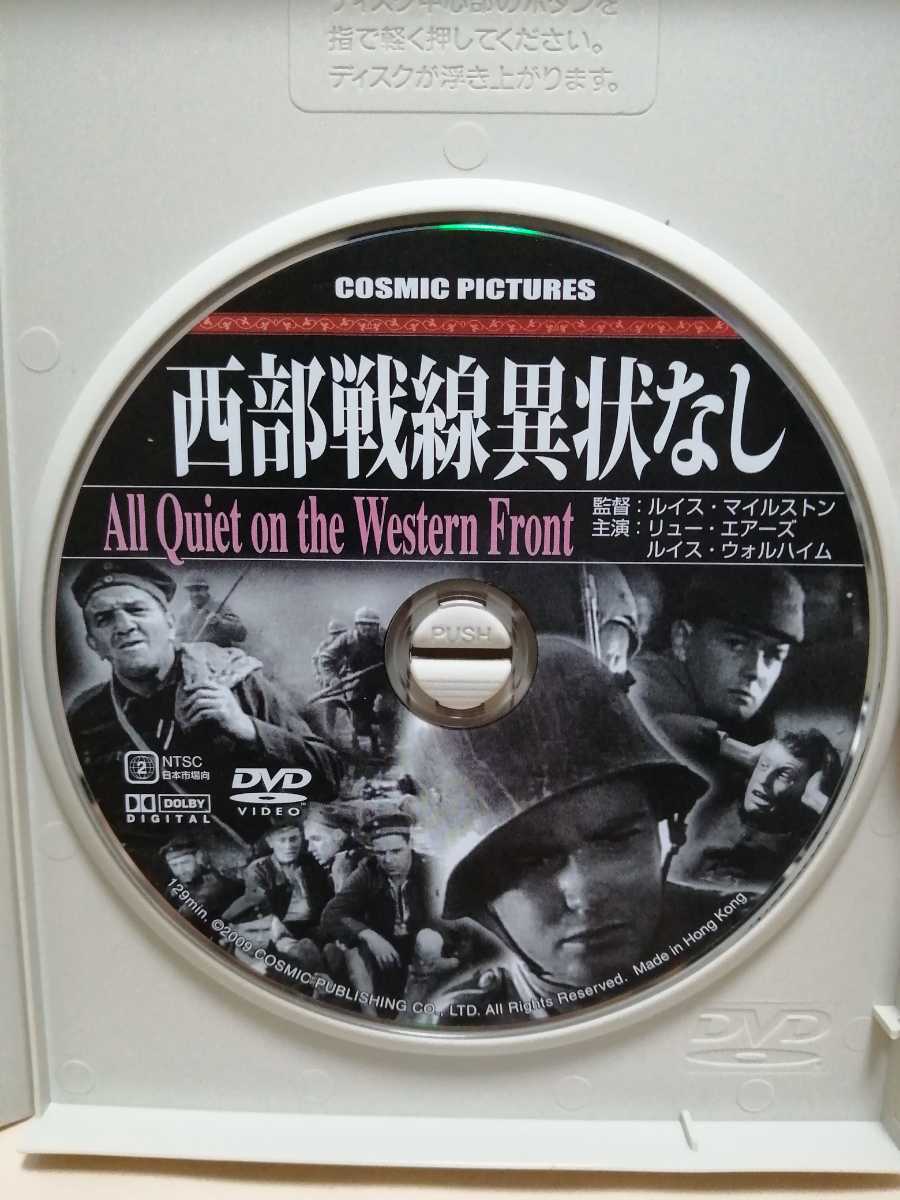 ディスク中心部のボタンを
指で軽く押してください。
ディスクが浮き上がります。
COSMIC PICTURES
西部戦線異状なし
All Quiet on the Western Front
監督：ルイス・マイルストン
主演：リュー・エアーズ
ルイス・ウォルハイム
PUSH
2
NTSC
日本市場向
DVD
VIDEO
DOLBY
DIGITAL
129min. ©2009 COSMIC PUBLISHING CO., LTD. All Rights Reserved. Made in Hong Kong
DVD